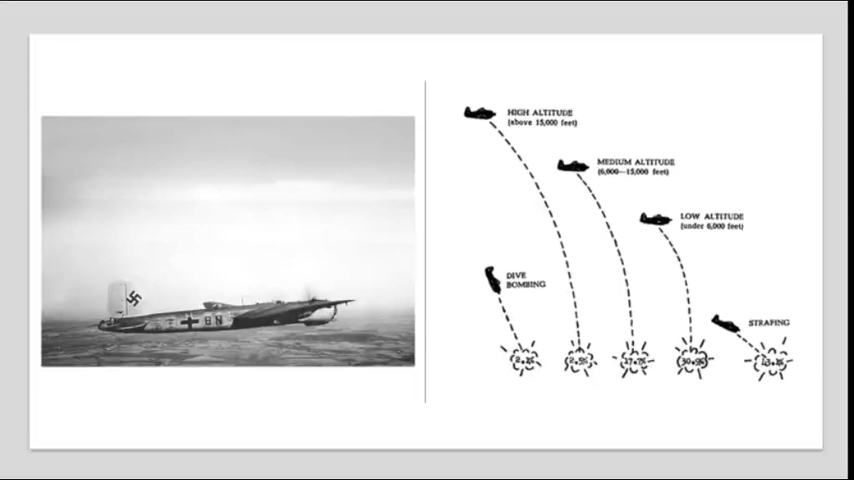 8N
HIGH ALTITUDE
(above 15,000 feet)
MEDIUM ALTITUDE
(6,000—15,000 feet)
LOW ALTITUDE
(under 6,000 feet)
DIVE
BOMBING
STRAFING